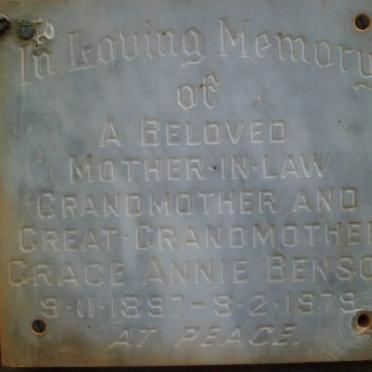 In Loving Memory
of
A BELOVED
MOTHER-IN-LAW
GRANDMOTHER AND
GREAT-GRANDMOTHER
GRACE ANNIE BENSO
9·11·1897-8·2·1979
AT PEACE.